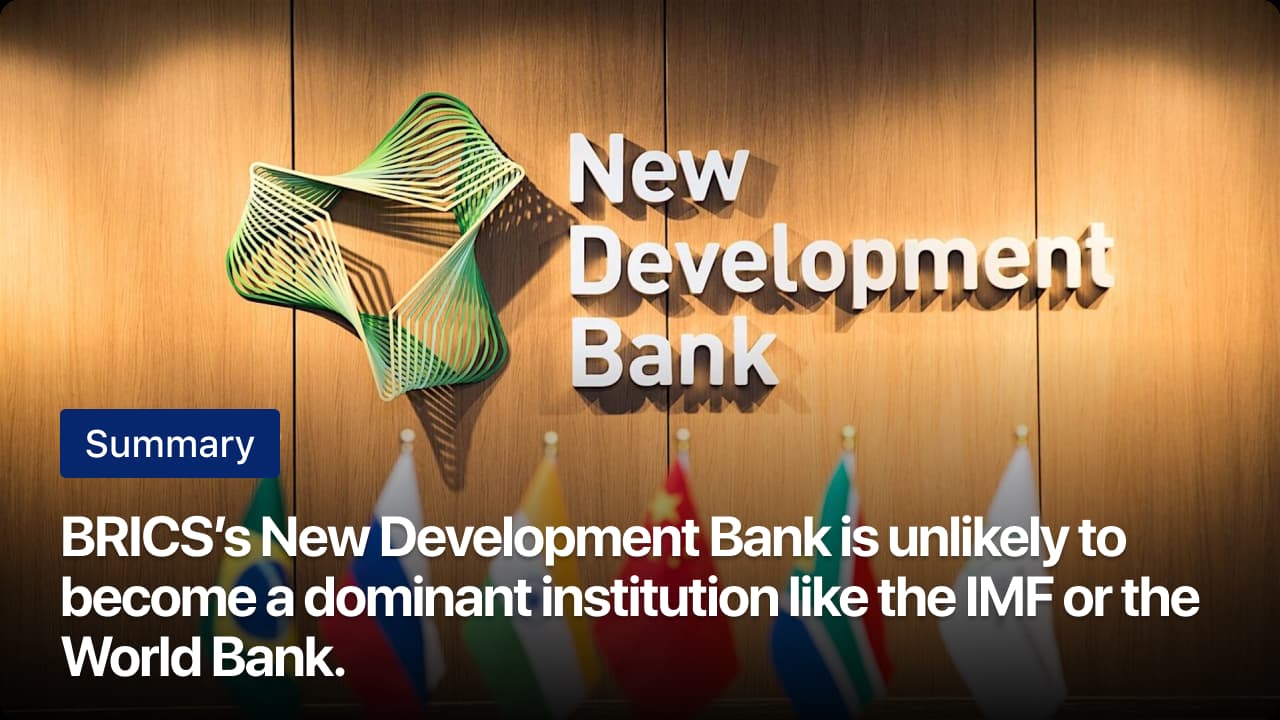 New
Development
Bank
Summary
BRICS’s New Development Bank is unlikely to
become a dominant institution like the IMF or the
World Bank.